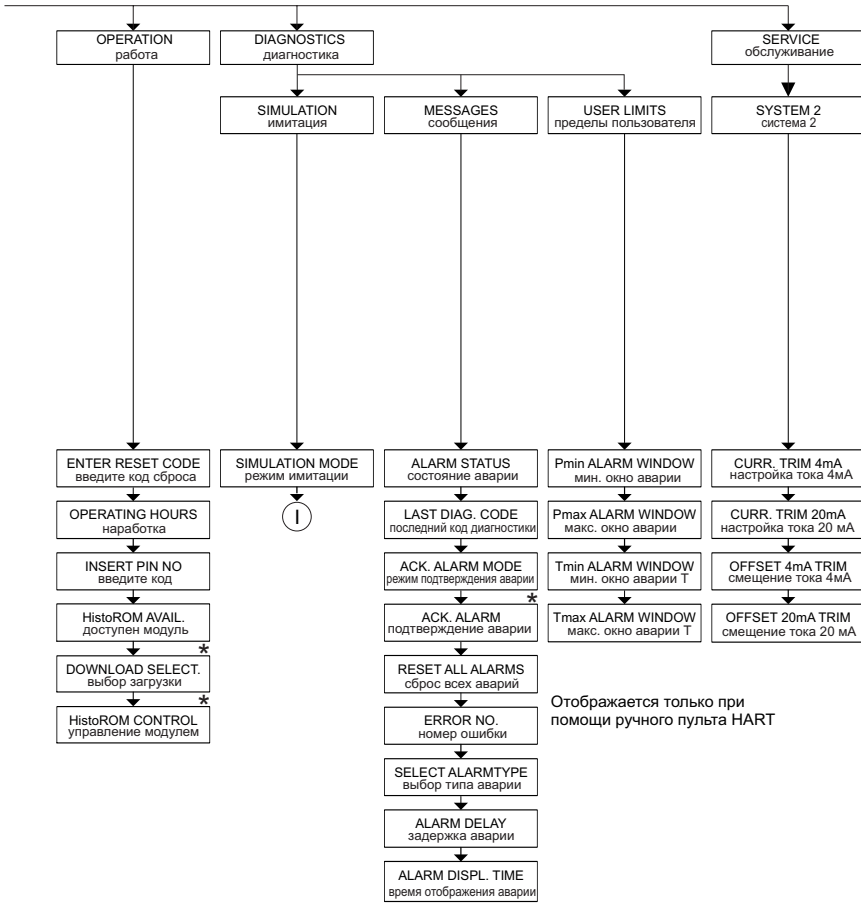 OPERATION
работа
DIAGNOSTICS
диагностика
SERVICE
обслуживание
SIMULATION
имитация
MESSAGES
сообщения
USER LIMITS
пределы пользователя
SYSTEM 2
система 2
ENTER RESET CODE
введите код сброса
OPERATING HOURS
наработка
INSERT PIN NO
введите код
HistoROM AVAIL.
доступен модуль
*
DOWNLOAD SELECT.
выбор загрузки
*
HistoROM CONTROL
управление модулем
SIMULATION MODE
режим имитации
I
ALARM STATUS
состояние аварии
LAST DIAG. CODE
последний код диагностики
ACK. ALARM MODE
режим подтверждения аварии
*
ACK. ALARM
подтверждение аварии
RESET ALL ALARMS
сброс всех аварий
ERROR NO.
номер ошибки
SELECT ALARMTYPE
выбор типа аварии
ALARM DELAY
задержка аварии
ALARM DISPL. TIME
время отображения аварии
Pmin ALARM WINDOW
мин. окно аварии
Pmax ALARM WINDOW
макс. окно аварии
Tmin ALARM WINDOW
мин. окно аварии T
Tmax ALARM WINDOW
макс. окно аварии T
CURR. TRIM 4mA
настройка тока 4мА
CURR. TRIM 20mA
настройка тока 20 мА
OFFSET 4mA TRIM
смещение тока 4мА
OFFSET 20mA TRIM
смещение тока 20 мА
Отображается только при
помощи ручного пульта HART